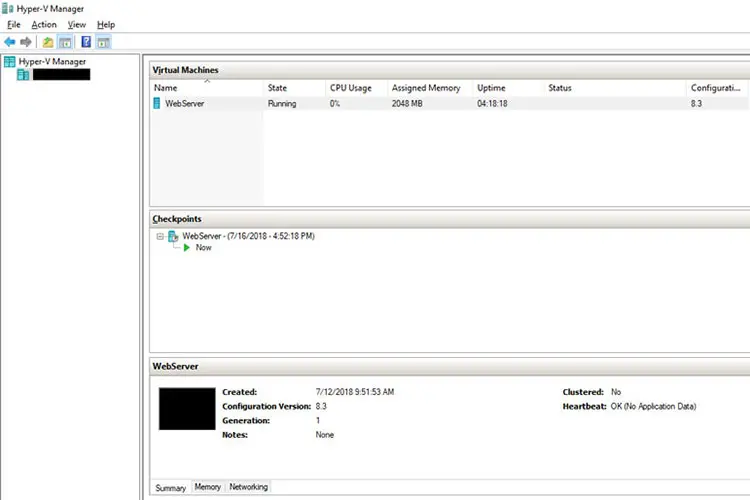 Hyper-V Manager
File Action View Help
Hyper-V Manager
Virtual Machines
Name State CPU Usage Assigned Memory Uptime Status Configurati...
WebServer Running 0% 2048 MB 04:18:18 8.3
Checkpoints
WebServer - (7/16/2018 - 4:52:18 PM)
Now
WebServer
Created: 7/12/2018 9:51:53 AM Clustered: No
Configuration Version: 8.3 Heartbeat: OK (No Application Data)
Generation: 1
Notes: None
Summary Memory Networking